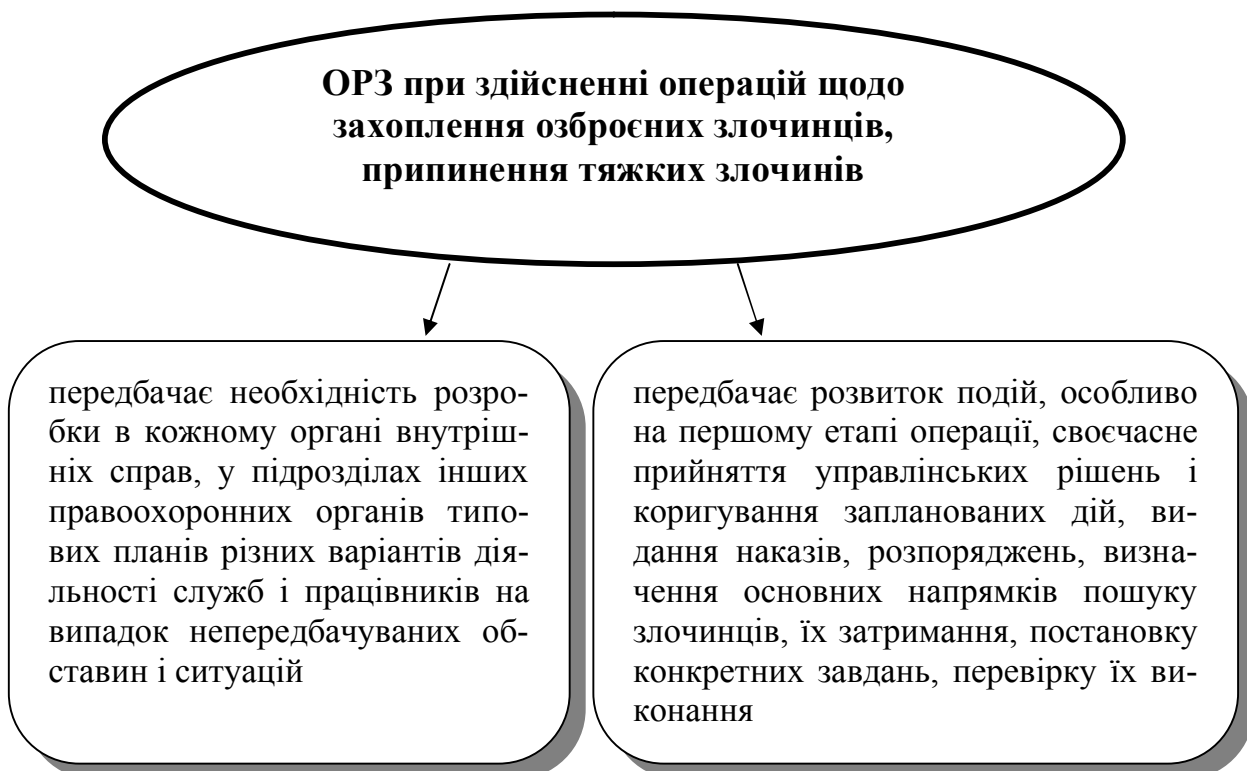 ОРЗ при здійсненні операцій щодо
захоплення озброєних злочинців,
припинення тяжких злочинів
передбачає необхідність розро-
бки в кожному органі внутріш-
ніх справ, у підрозділах інших
правоохоронних органів типо-
вих планів різних варіантів дія-
льності служб і працівників на
випадок непередбачуваних об-
ставин і ситуацій
передбачає розвиток подій, особливо
на першому етапі операції, своєчасне
прийняття управлінських рішень і
коригування запланованих дій, ви-
дання наказів, розпоряджень, визна-
чення основних напрямків пошуку
злочинців, їх затримання, постановку
конкретних завдань, перевірку їх ви-
конання